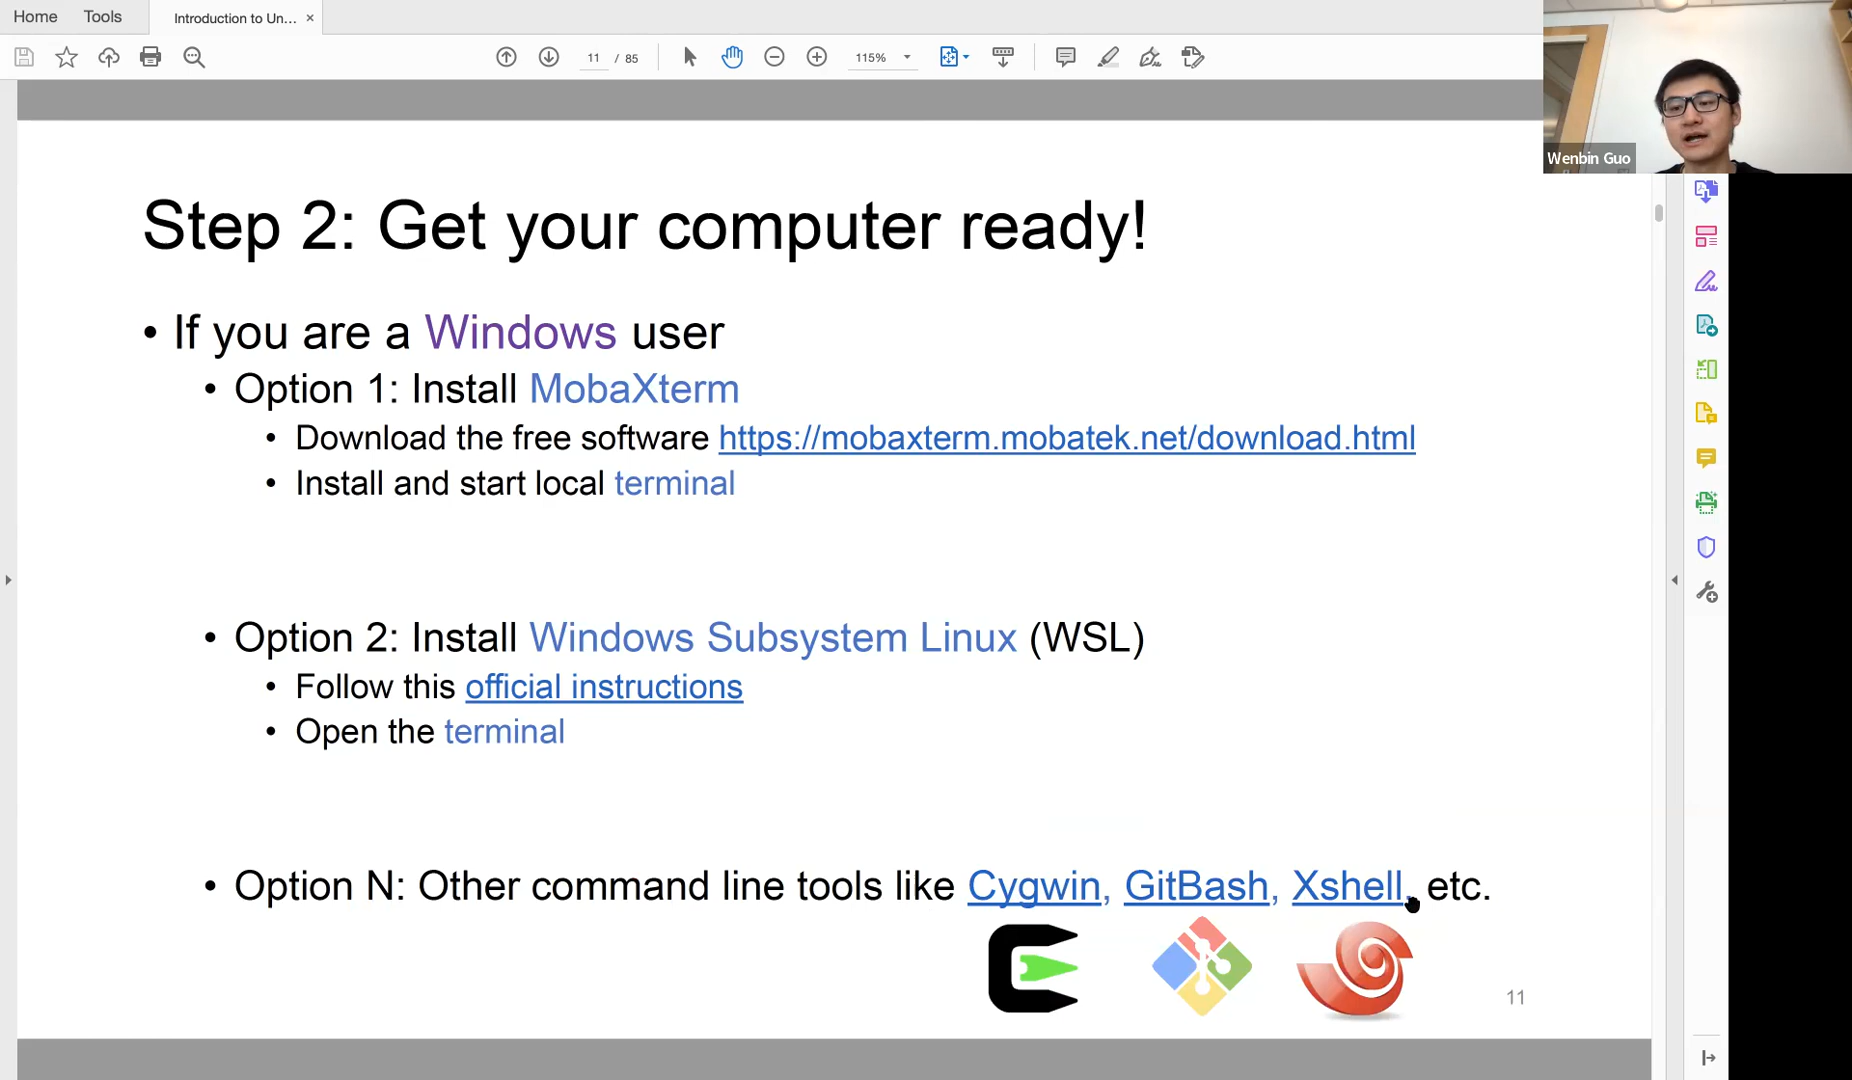 Home Tools Introduction to Un... ×
11 / 85 115%
Wenbin Guo
Step 2: Get your computer ready!
• If you are a Windows user
• Option 1: Install MobaXterm
• Download the free software https://mobaxterm.mobatek.net/download.html
• Install and start local terminal
• Option 2: Install Windows Subsystem Linux (WSL)
• Follow this official instructions
• Open the terminal
• Option N: Other command line tools like Cygwin, GitBash, Xshell, etc.
11